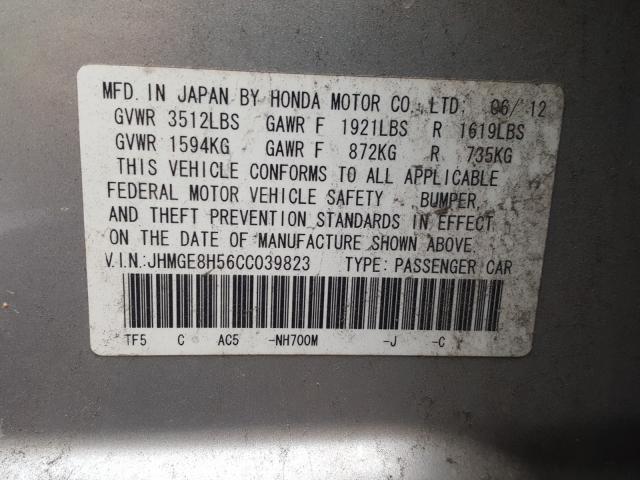 MFD. IN JAPAN BY HONDA MOTOR CO., LTD. 06/12
GVWR 3512LBS GAWR F 1921LBS R 1619LBS
GVWR 1594KG GAWR F 872KG R 735KG
THIS VEHICLE CONFORMS TO ALL APPLICABLE
FEDERAL MOTOR VEHICLE SAFETY, BUMPER,
AND THEFT PREVENTION STANDARDS IN EFFECT
ON THE DATE OF MANUFACTURE SHOWN ABOVE.
V.I.N.:JHMGE8H56CC039823 TYPE: PASSENGER CAR
TF5 C AC5 -NH700M -J -C